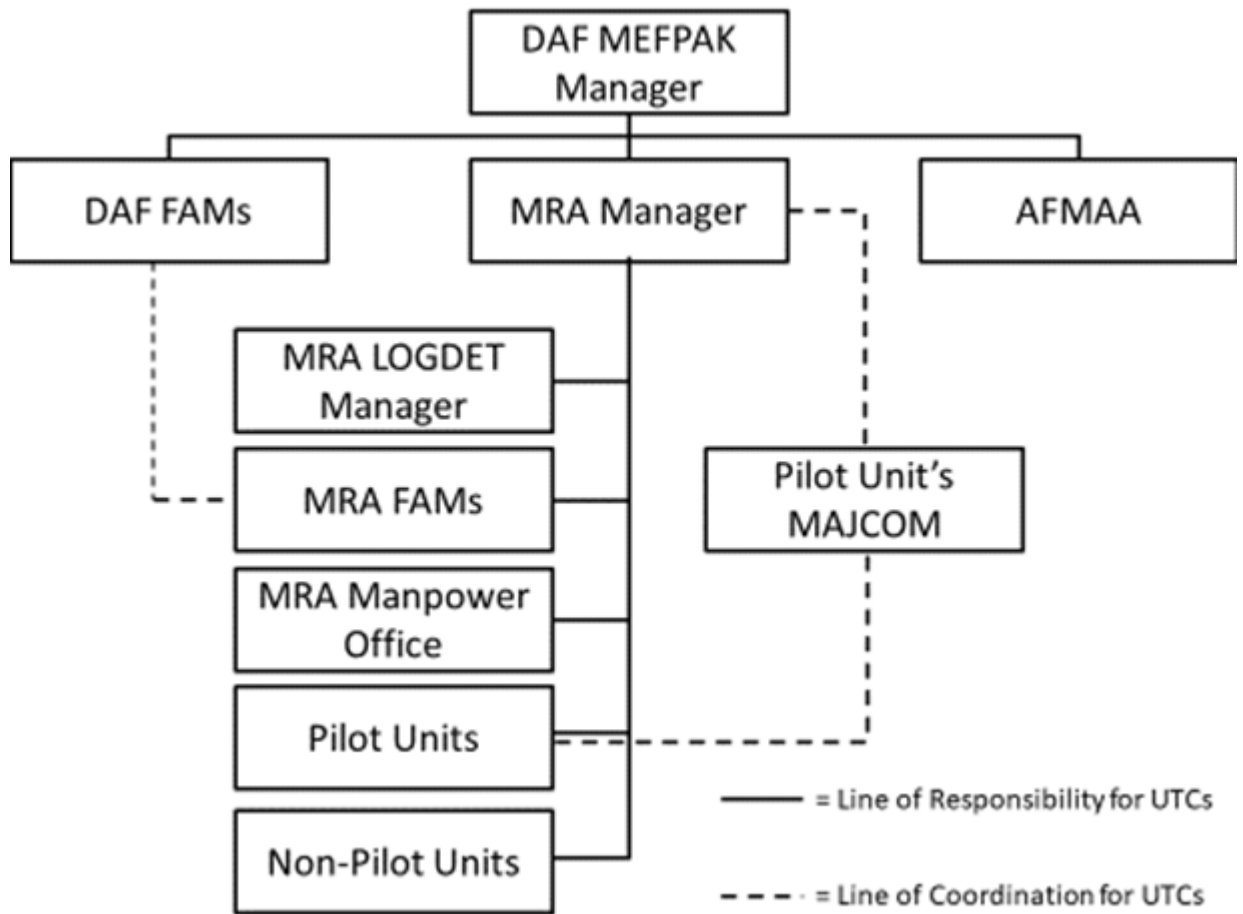 DAF MEFPAK
Manager
DAF FAMs
MRA Manager
AFMAA
MRA LOGDET
Manager
MRA FAMs
Pilot Unit's
MAJCOM
MRA Manpower
Office
Pilot Units
Non-Pilot Units
= Line of Responsibility for UTCs
= Line of Coordination for UTCs